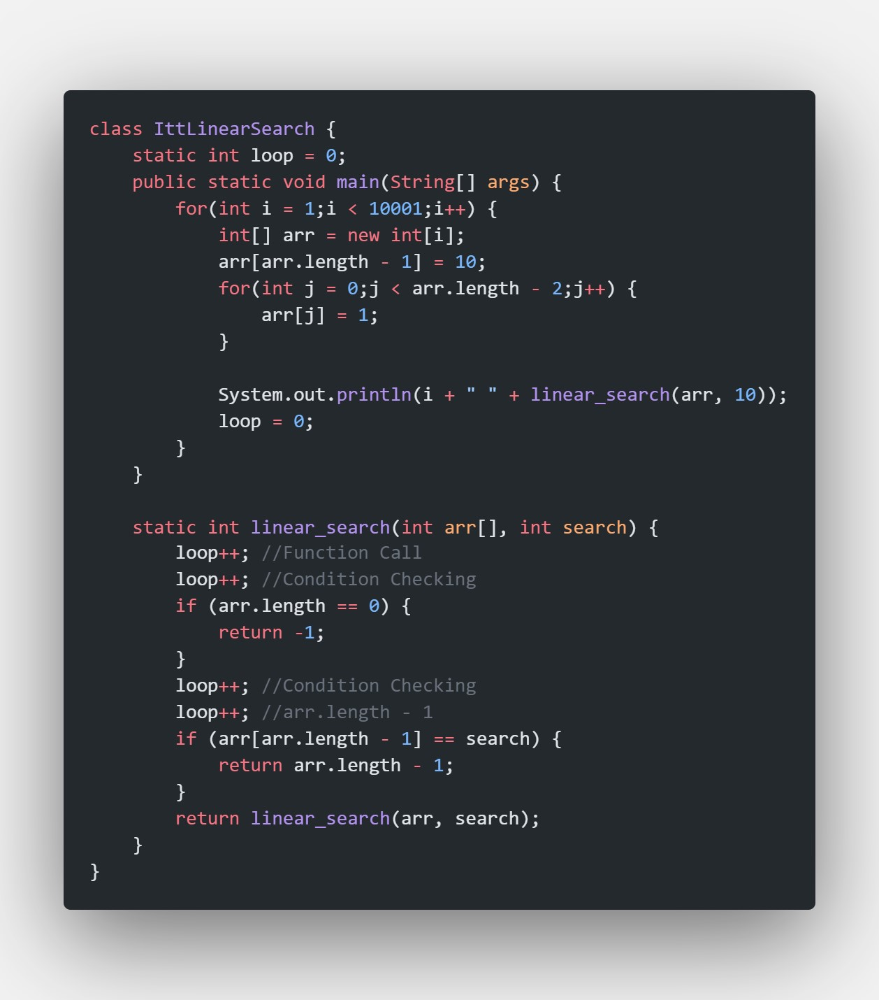 class IttLinearSearch {
    static int loop = 0;
    public static void main(String[] args) {
        for(int i = 1;i < 10001;i++) {
            int[] arr = new int[i];
            arr[arr.length - 1] = 10;
            for(int j = 0;j < arr.length - 2;j++) {
                arr[j] = 1;
            }

            System.out.println(i + " " + linear_search(arr, 10));
            loop = 0;
        }
    }

    static int linear_search(int arr[], int search) {
        loop++; //Function Call
        loop++; //Condition Checking
        if (arr.length == 0) {
            return -1;
        }
        loop++; //Condition Checking
        loop++; //arr.length - 1
        if (arr[arr.length - 1] == search) {
            return arr.length - 1;
        }
        return linear_search(arr, search);
    }
}